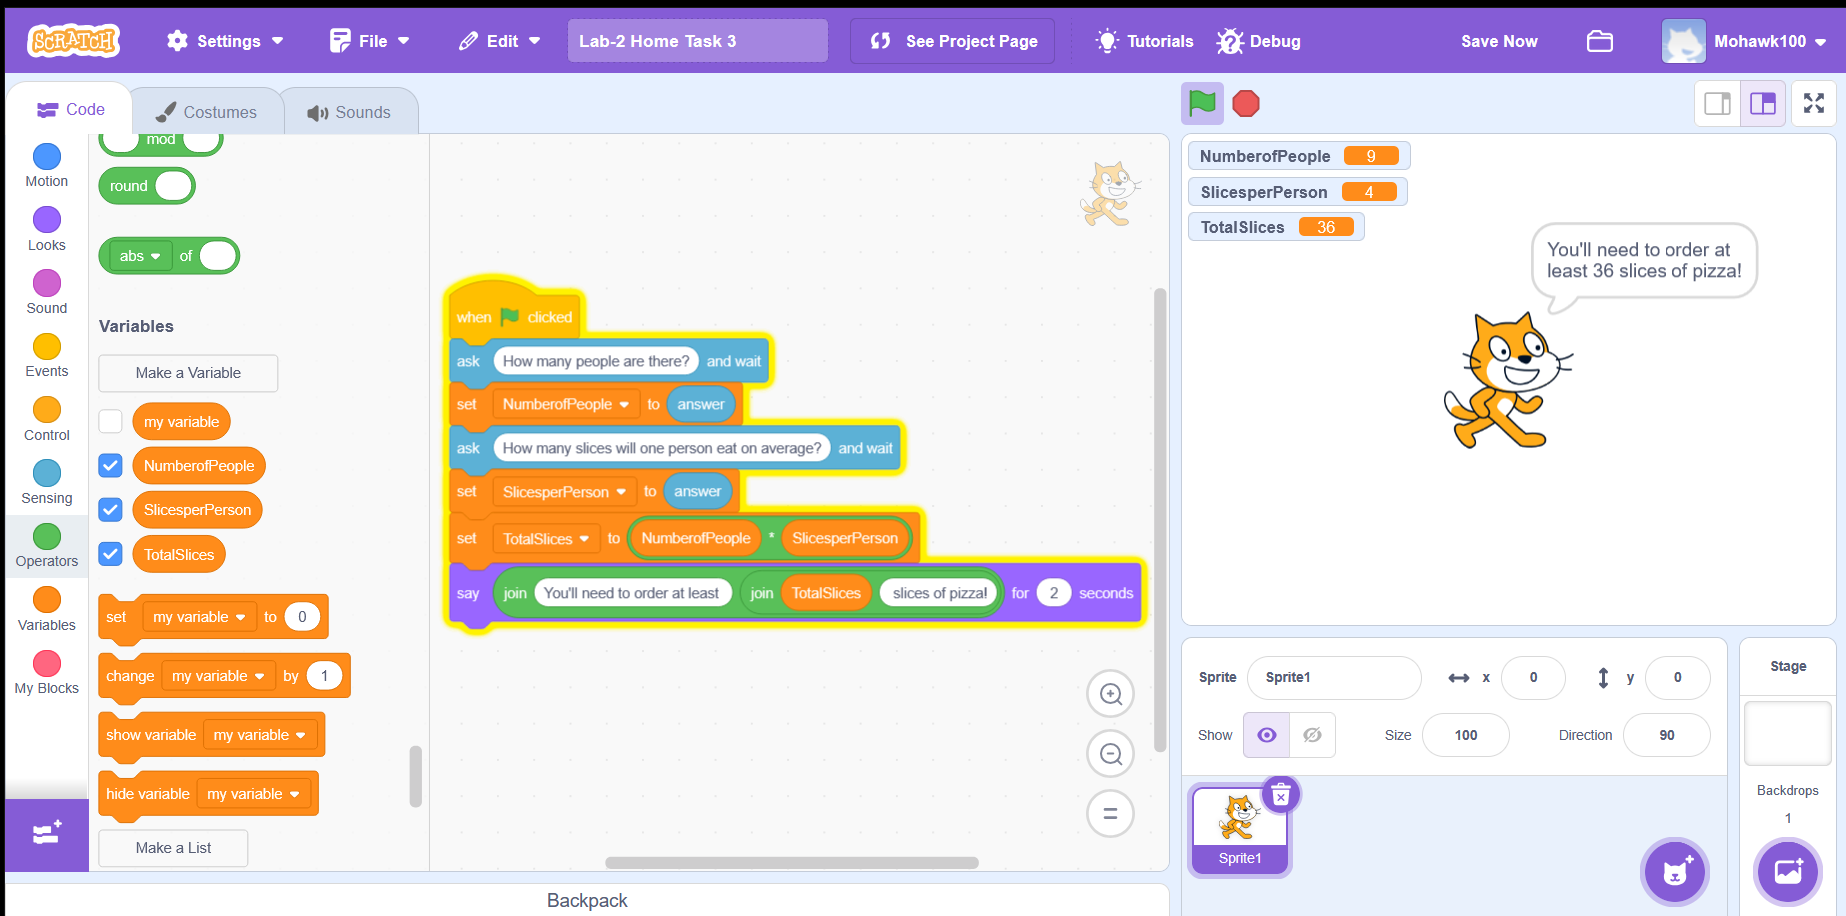 SCRATCH
Settings
File
Edit
Lab-2 Home Task 3
See Project Page
Tutorials
Debug
Save Now
Mohawk100
Code
Costumes
Sounds
Motion
Looks
Sound
Events
Control
Sensing
Operators
Variables
My Blocks
mod
round
abs of
Variables
Make a Variable
my variable
NumberofPeople
SlicesperPerson
TotalSlices
set my variable to 0
change my variable by 1
show variable my variable
hide variable my variable
Make a List
when clicked
ask How many people are there? and wait
set NumberofPeople to answer
ask How many slices will one person eat on average? and wait
set SlicesperPerson to answer
set TotalSlices to NumberofPeople * SlicesperPerson
say join You'll need to order at least join TotalSlices slices of pizza! for 2 seconds
Backpack
NumberofPeople 9
SlicesperPerson 4
TotalSlices 36
You'll need to order at
least 36 slices of pizza!
Sprite Sprite1 x 0 y 0
Show Size 100 Direction 90
Sprite1
Stage
Backdrops
1